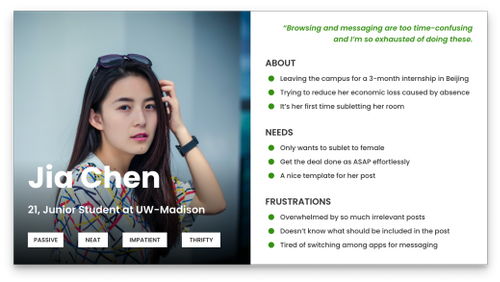 Jia Chen
21, Junior Student at UW-Madison
PASSIVE
NEAT
IMPATIENT
THRIFTY
“Browsing and messaging are too time-confusing
and I’m so exhausted of doing these.
ABOUT
Leaving the campus for a 3-month internship in Beijing
Trying to reduce her economic loss caused by absence
It’s her first time subletting her room
NEEDS
Only wants to sublet to female
Get the deal done as ASAP effortlessly
A nice template for her post
FRUSTRATIONS
Overwhelmed by so much irrelevant posts
Doesn’t know what should be included in the post
Tired of switching among apps for messaging